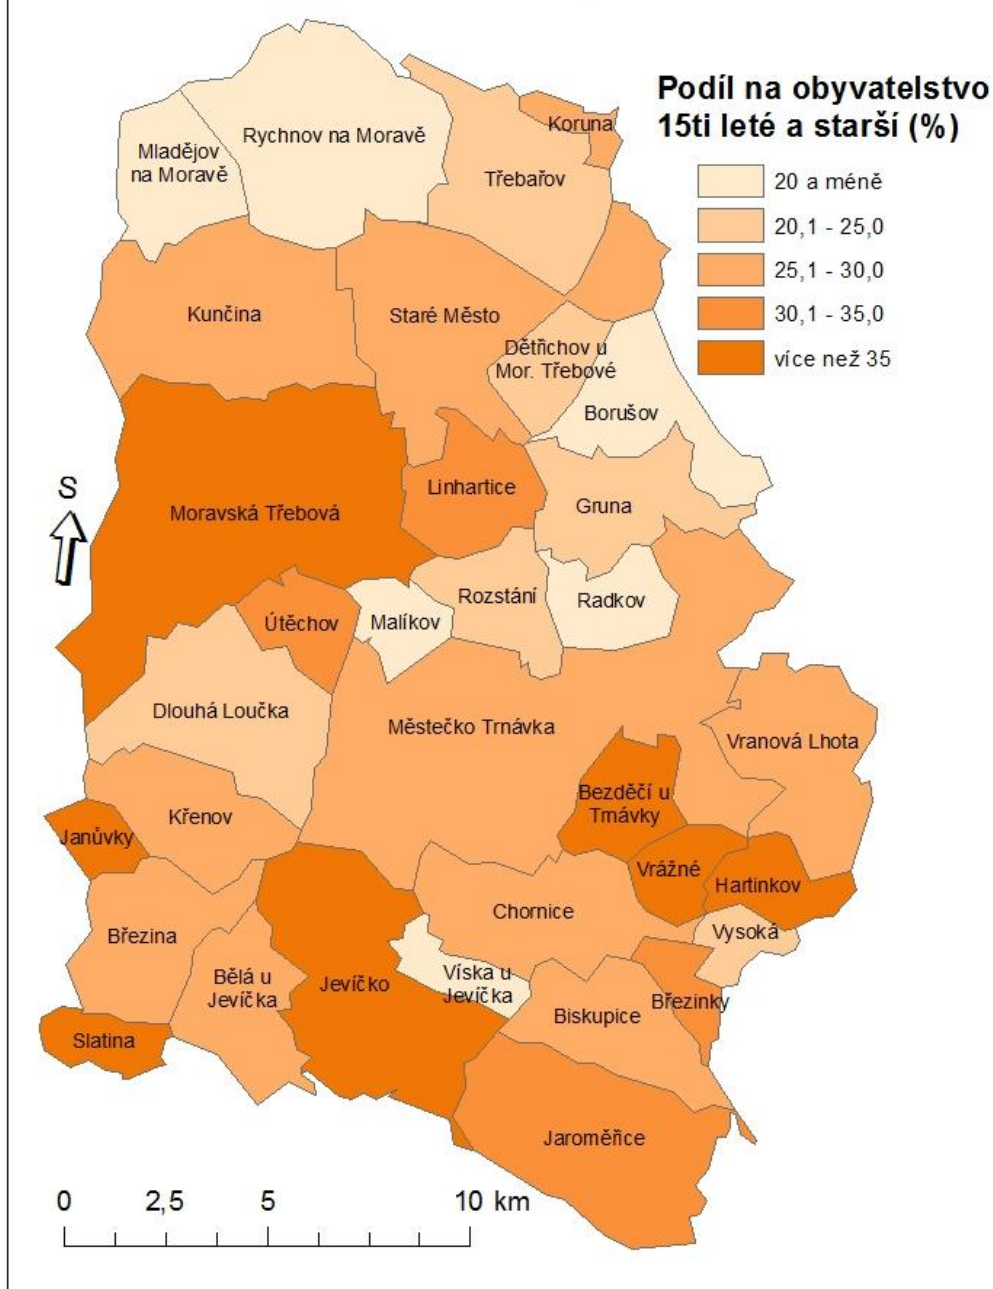 Podíl na obyvatelstvo
15ti leté a starší (%)
20 a méně
20,1 - 25,0
25,1 - 30,0
30,1 - 35,0
více než 35
Koruna
Rychnov na Moravě
Mladějov
na Moravě
Třebařov
Kunčina
Staré Město
Dětřichov u
Mor. Třebové
Borušov
Linhartice
S
Moravská Třebová
Gruna
Rozstání
Radkov
Útěchov
Malíkov
Dlouhá Loučka
Městečko Trnávka
Vranová Lhota
Bezděčí u
Trnávky
Křenov
Janůvky
Vrážné
Hartinkov
Chornice
Vysoká
Březina
Bělá u
Jevíčka
Jevíčko
Víska u
Jevíčka
Březinky
Biskupice
Slatina
Jaroměřice
0 2,5 5 10 km